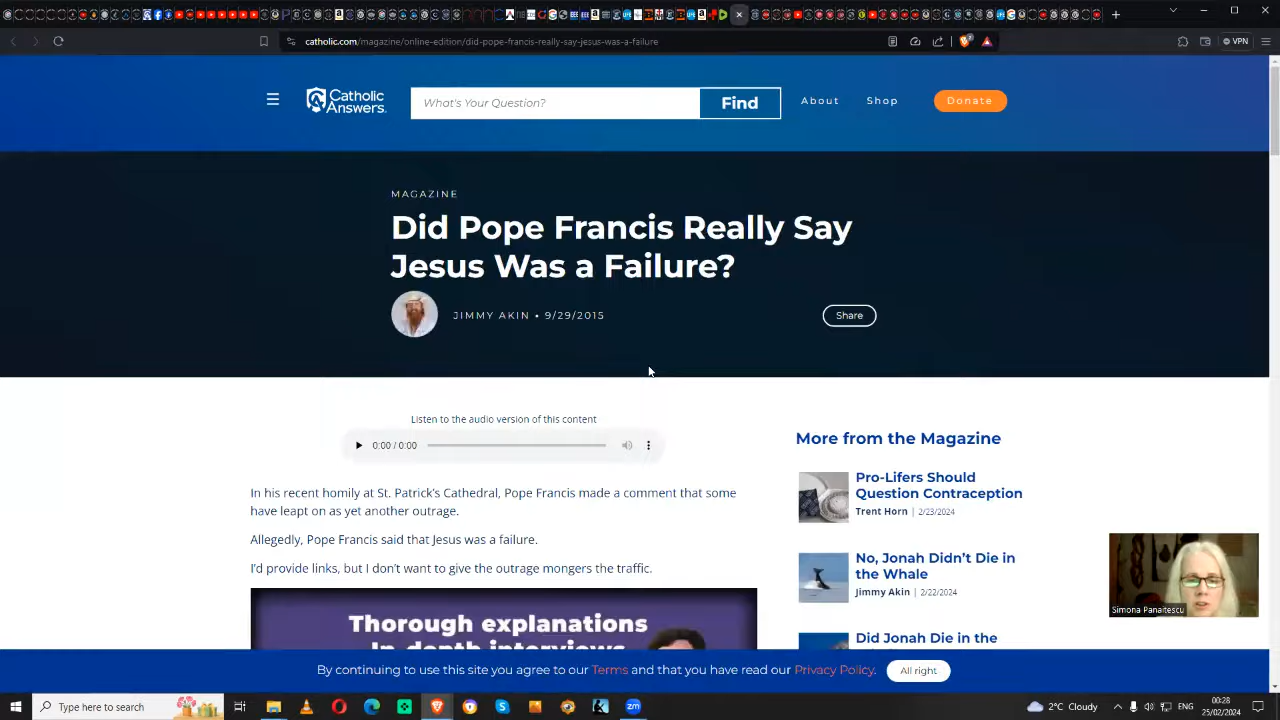 catholic.com/magazine/online-edition/did-pope-francis-really-say-jesus-was-a-failure
VPN
Catholic
Answers.
What's Your Question?
Find
About
Shop
Donate
MAGAZINE
Did Pope Francis Really Say
Jesus Was a Failure?
JIMMY AKIN • 9/29/2015
Share
Listen to the audio version of this content
0:00 / 0:00
In his recent homily at St. Patrick's Cathedral, Pope Francis made a comment that some
have leapt on as yet another outrage.
Allegedly, Pope Francis said that Jesus was a failure.
I'd provide links, but I don't want to give the outrage mongers the traffic.
Thorough explanations
In-depth interviews
More from the Magazine
Pro-Lifers Should
Question Contraception
Trent Horn | 2/23/2024
No, Jonah Didn't Die in
the Whale
Jimmy Akin | 2/22/2024
Did Jonah Die in the
Simona Panaitescu
By continuing to use this site you agree to our Terms and that you have read our Privacy Policy.
All right
Type here to search
2°C Cloudy
ENG
00:28
25/02/2024